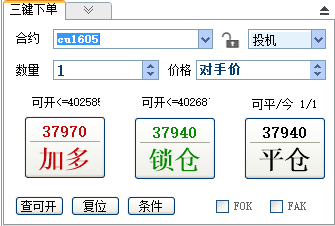 三键下单
合约 cu1605 投机
数量 1 价格 对手价
可开<=40258 可开<=40268 可平/今 1/1
37970 37940 37940
加多 锁仓 平仓
查可开 复位 条件 FOK FAK